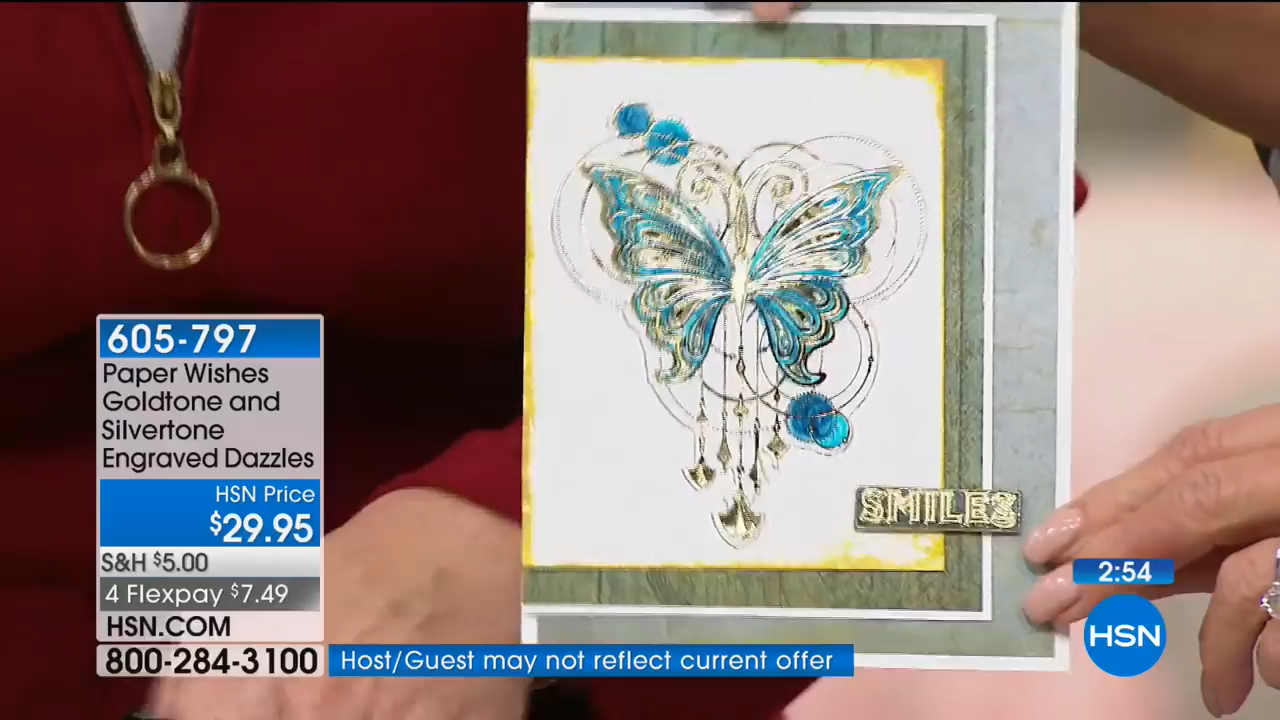 605-797
Paper Wishes
Goldtone and
Silvertone
Engraved Dazzles
HSN Price
$29.95
S&H $5.00
4 Flexpay $7.49
HSN.COM
800-284-3100
Host/Guest may not reflect current offer
SMILES
2:54
HSN